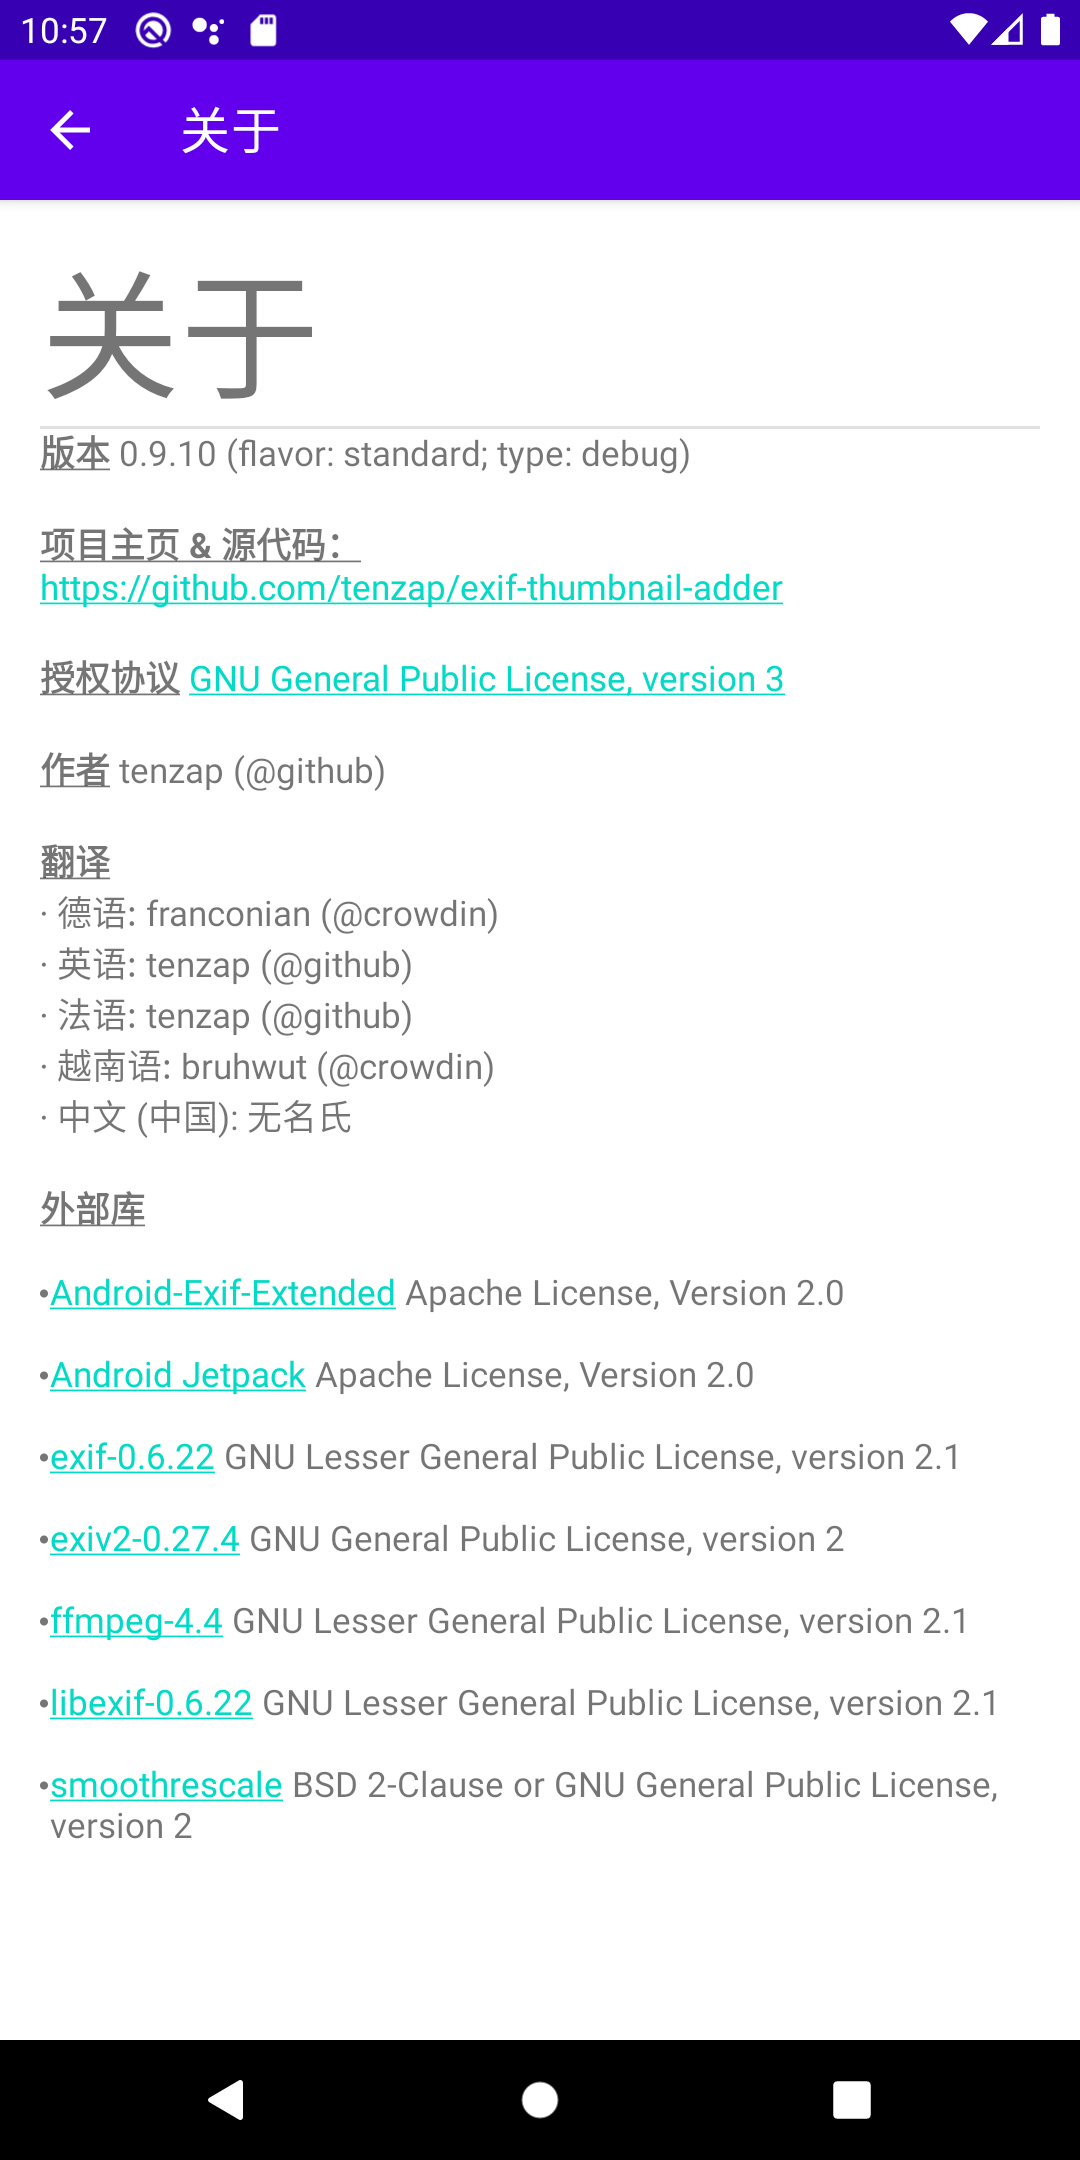 10:57
关于
关于
版本 0.9.10 (flavor: standard; type: debug)
项目主页 & 源代码：
https://github.com/tenzap/exif-thumbnail-adder
授权协议 GNU General Public License, version 3
作者 tenzap (@github)
翻译
· 德语: franconian (@crowdin)
· 英语: tenzap (@github)
· 法语: tenzap (@github)
· 越南语: bruhwut (@crowdin)
· 中文 (中国): 无名氏
外部库
•Android-Exif-Extended Apache License, Version 2.0
•Android Jetpack Apache License, Version 2.0
•exif-0.6.22 GNU Lesser General Public License, version 2.1
•exiv2-0.27.4 GNU General Public License, version 2
•ffmpeg-4.4 GNU Lesser General Public License, version 2.1
•libexif-0.6.22 GNU Lesser General Public License, version 2.1
•smoothrescale BSD 2-Clause or GNU General Public License,
version 2